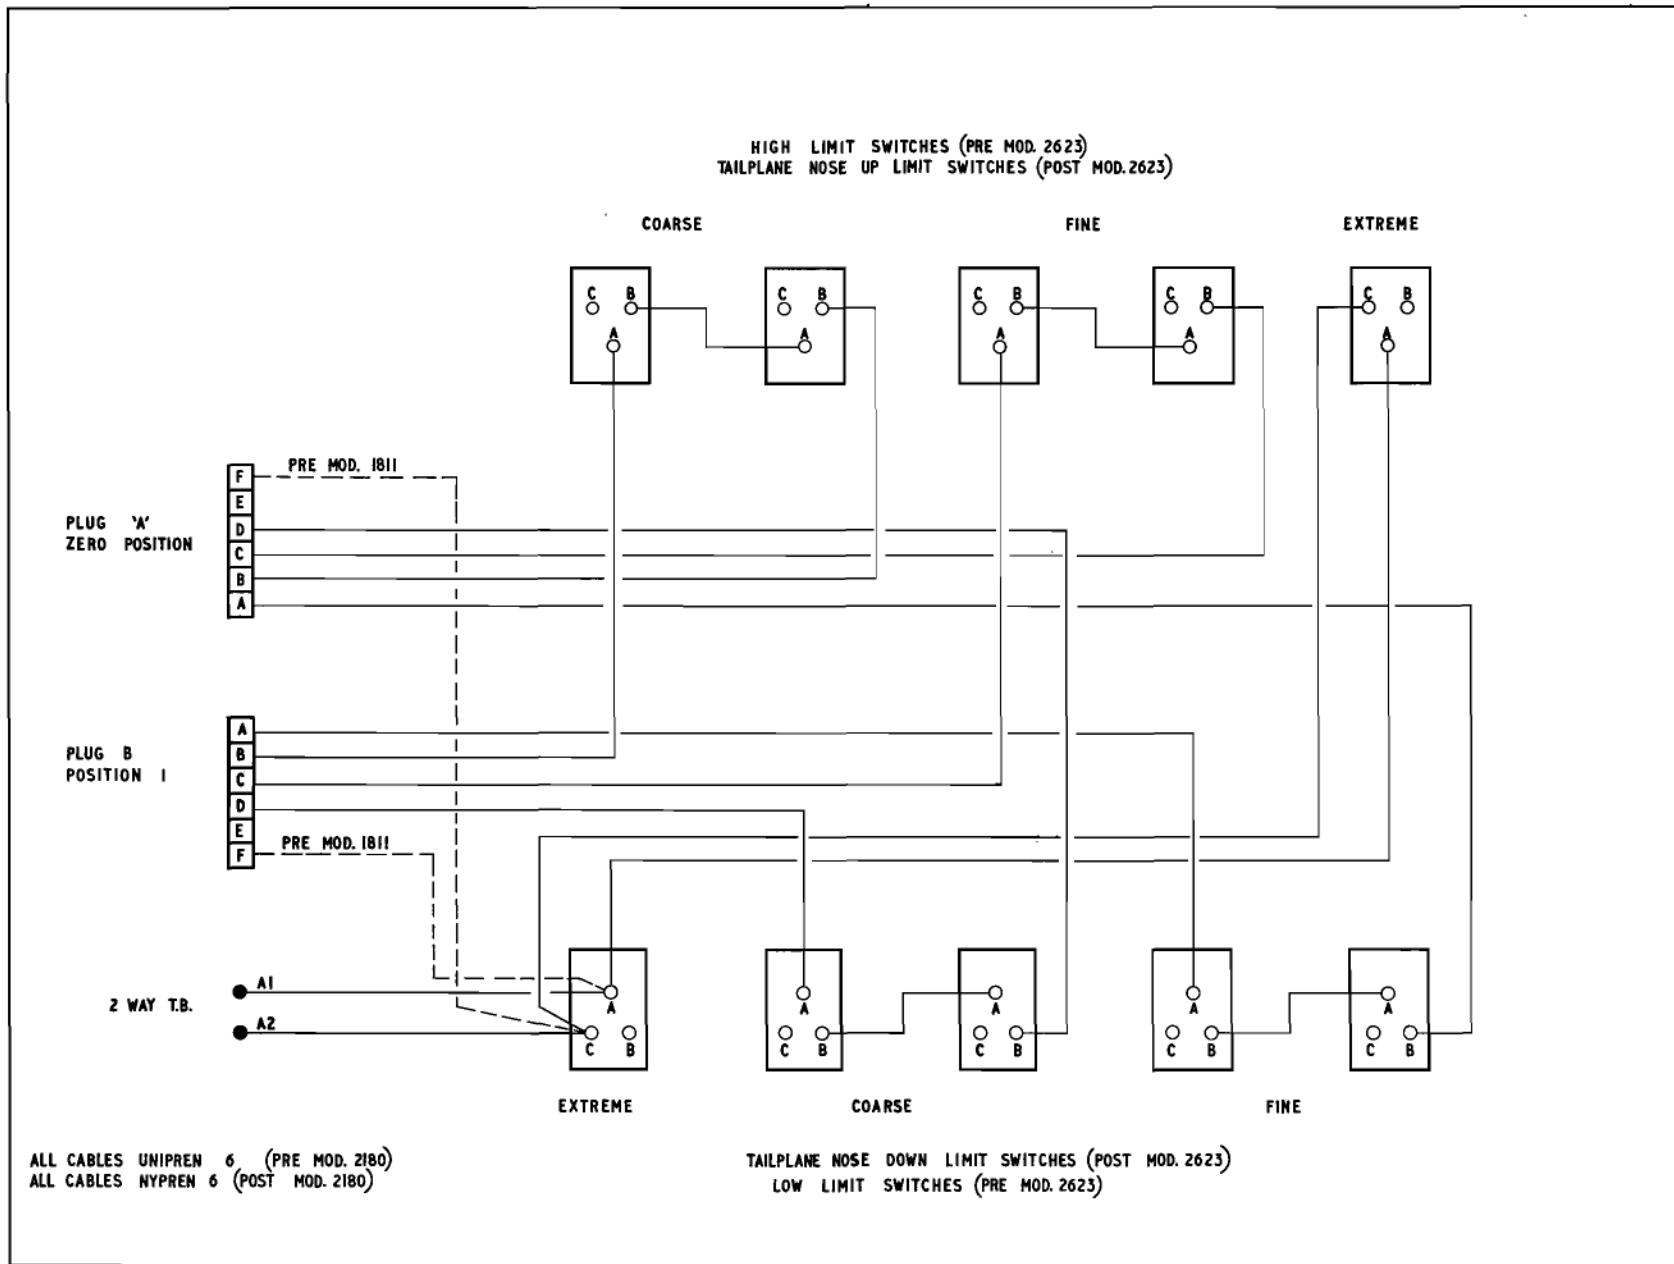 HIGH LIMIT SWITCHES (PRE MOD. 2623)
TAILPLANE NOSE UP LIMIT SWITCHES (POST MOD. 2623)
COARSE FINE EXTREME
C B C B C B C B C B
A A A A A
PRE MOD. 1811
F
E
PLUG 'A'
ZERO POSITION
D
C
B
A
A
PLUG B
POSITION 1
B
C
D
E
PRE MOD. 1811
F
A1
2 WAY T.B.
A2
A A A A A
C B C B C B C B C B
EXTREME COARSE FINE
ALL CABLES UNIPREN 6 (PRE MOD. 2180)
ALL CABLES NYPREN 6 (POST MOD. 2180)
TAILPLANE NOSE DOWN LIMIT SWITCHES (POST MOD. 2623)
LOW LIMIT SWITCHES (PRE MOD. 2623)